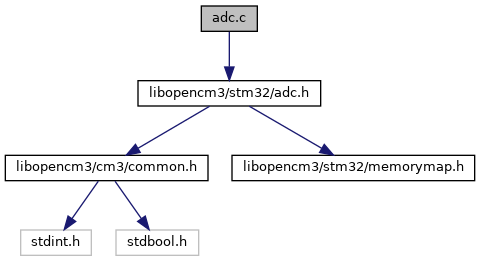 adc.c
libopencm3/stm32/adc.h
libopencm3/cm3/common.h
libopencm3/stm32/memorymap.h
stdint.h
stdbool.h